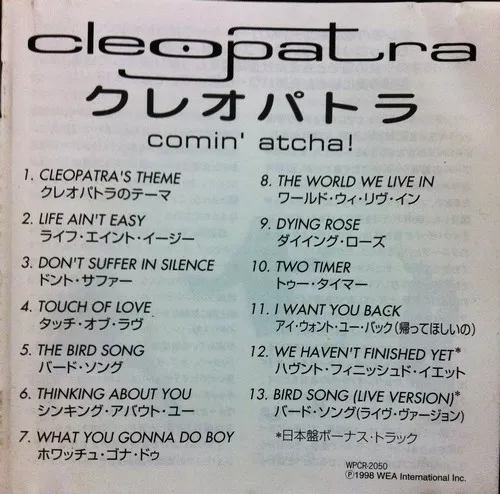 cleopatra
クレオパトラ
comin' atcha!
1. CLEOPATRA'S THEME
クレオパトラのテーマ
2. LIFE AIN'T EASY
ライフ・エイント・イージー
3. DON'T SUFFER IN SILENCE
ドント・サファー
4. TOUCH OF LOVE
タッチ・オブ・ラヴ
5. THE BIRD SONG
バード・ソング
6. THINKING ABOUT YOU
シンキング・アバウト・ユー
7. WHAT YOU GONNA DO BOY
ホワッチュ・ゴナ・ドゥ
8. THE WORLD WE LIVE IN
ワールド・ウィ・リヴ・イン
9. DYING ROSE
ダイイング・ローズ
10. TWO TIMER
トゥー・タイマー
11. I WANT YOU BACK
アイ・ウォント・ユー・バック(帰ってほしいの)
12. WE HAVEN'T FINISHED YET*
ハヴント・フィニッシュド・イエット
13. BIRD SONG (LIVE VERSION)*
バード・ソング(ライヴ・ヴァージョン)
*日本盤ボーナス・トラック
WPCR-2050
℗1998 WEA International Inc.